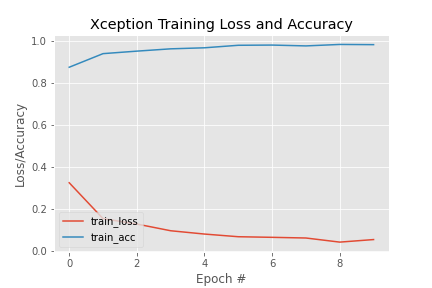 Xception Training Loss and Accuracy
Loss/Accuracy
1.0
0.8
0.6
0.4
0.2
0.0
train_loss
train_acc
0 2 4 6 8
Epoch #